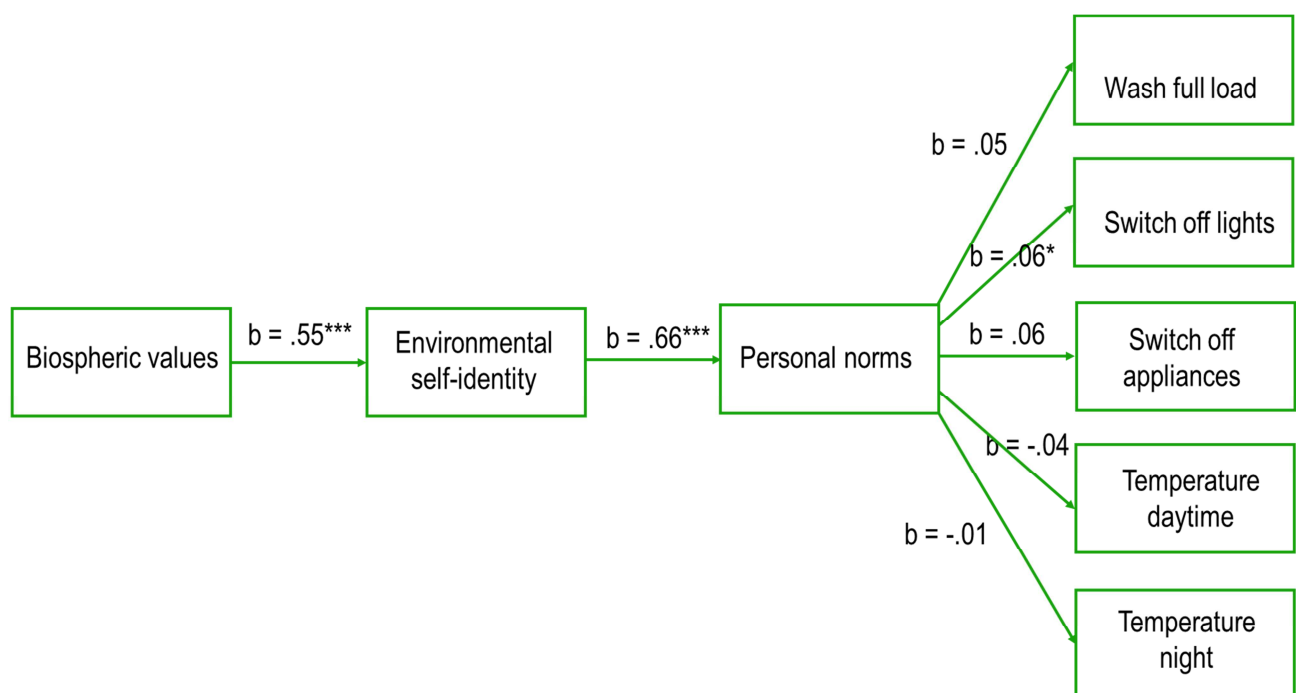 Wash full load
b = .05
Switch off lights
b = .06*
Biospheric values
b = .55***
Environmental
self-identity
b = .66***
Personal norms
b = .06
Switch off
appliances
b = -.04
Temperature
daytime
b = -.01
Temperature
night